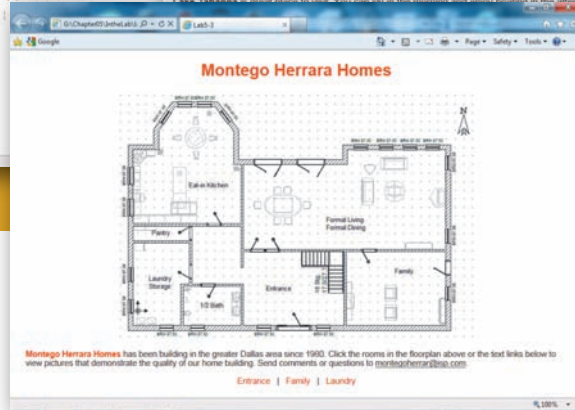 G:\Chapter05\IntheLab\L
Lab5-3
Google
Page
Safety
Tools
Montego Herrara Homes
N
Eat-in Kitchen
Formal Living
Formal Dining
Pantry
Laundry
Storage
1/2 Bath
Entrance
Family
Montego Herrara Homes has been building in the greater Dallas area since 1980. Click the rooms in the floorplan above or the text links below to
view pictures that demonstrate the quality of our home building. Send comments or questions to montegoherrar@isp.com.
Entrance | Family | Laundry
100%